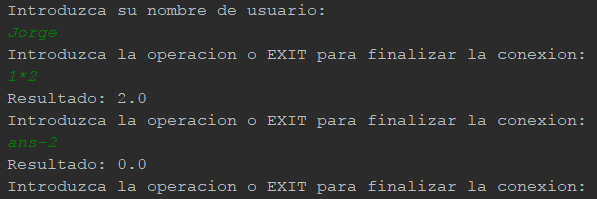 Introduzca su nombre de usuario:
Jorge
Introduzca la operacion o EXIT para finalizar la conexion:
1*2
Resultado: 2.0
Introduzca la operacion o EXIT para finalizar la conexion:
ans-2
Resultado: 0.0
Introduzca la operacion o EXIT para finalizar la conexion: